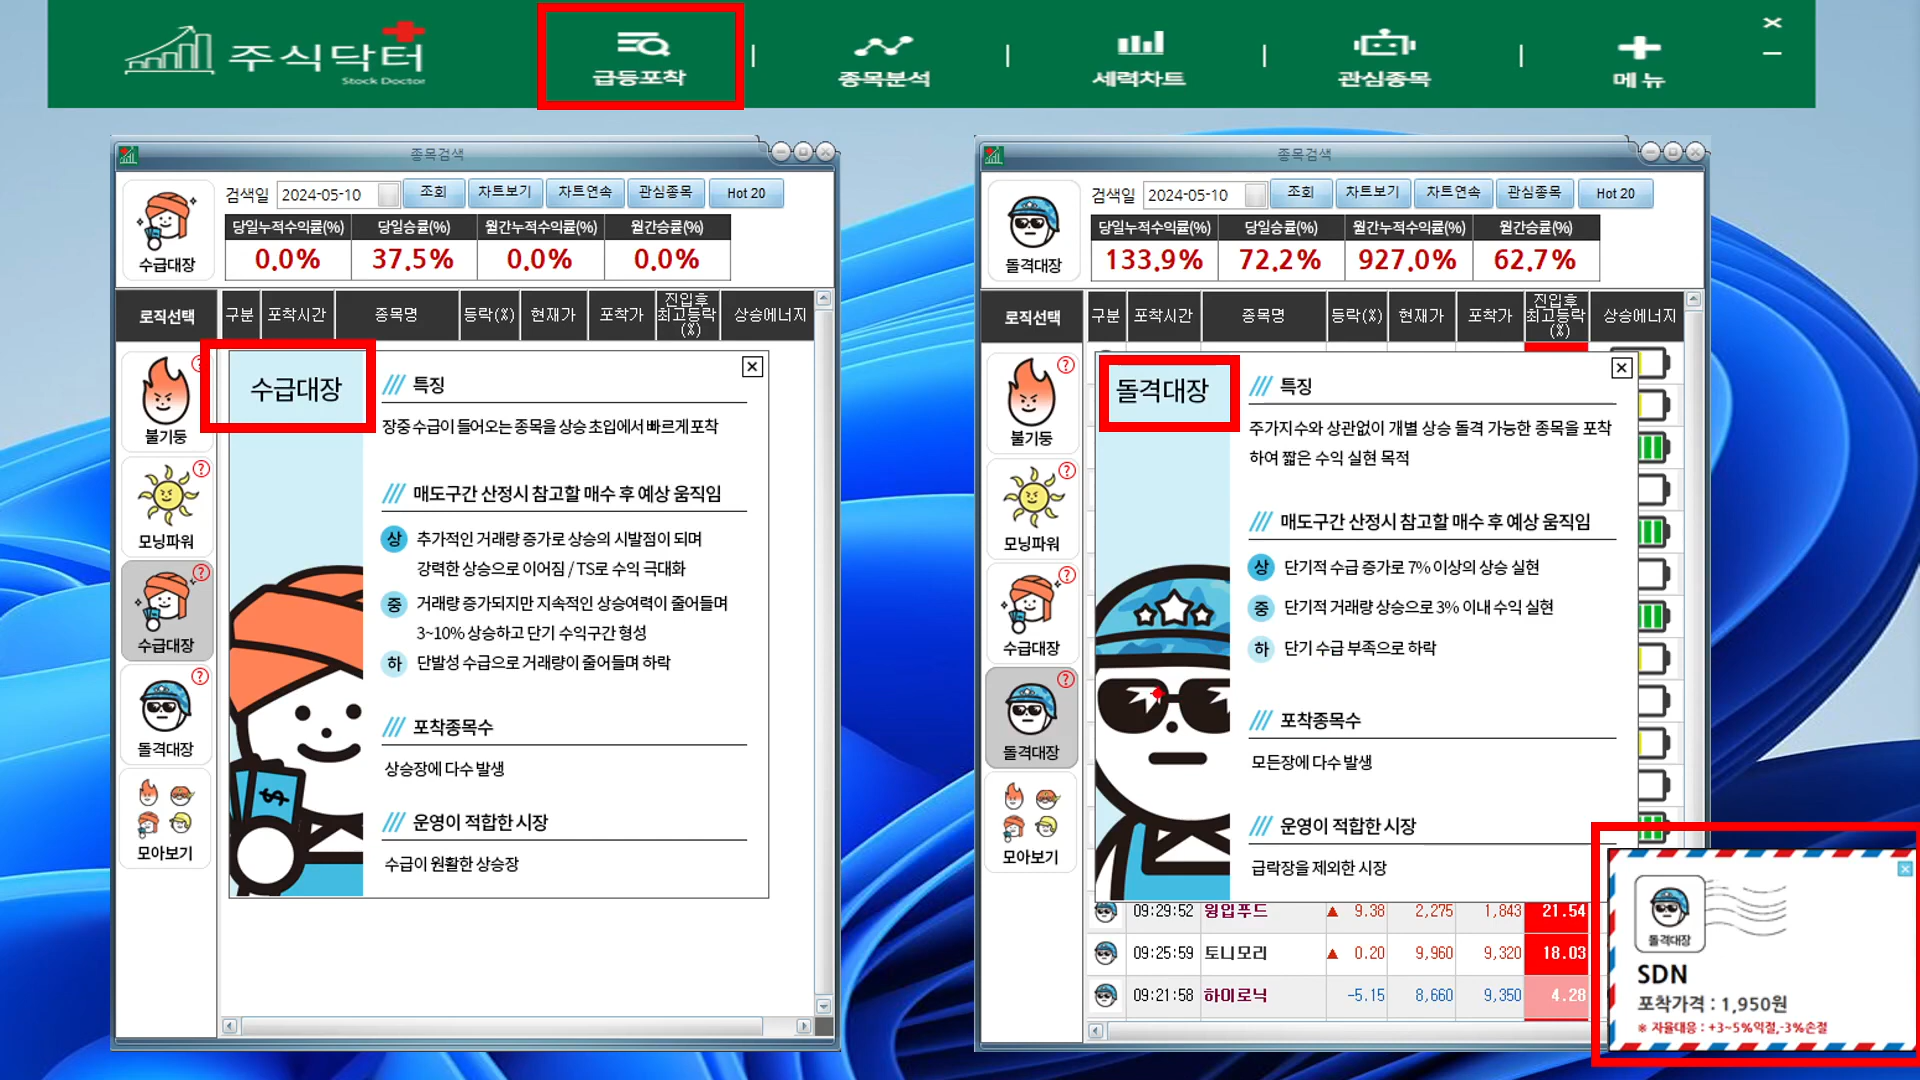 주식닥터
Stock Doctor
급등포착
종목분석
세력차트
관심종목
메뉴
종목검색
수급대장
검색일 2024-05-10 조회 차트보기 차트연속 관심종목 Hot 20
당일누적수익률(%) 당일승률(%) 월간누적수익률(%) 월간승률(%)
0.0% 37.5% 0.0% 0.0%
로직선택 구분 포착시간 종목명 등락(%) 현재가 포착가 진입후 최고등락 (%) 상승에너지
불기둥
모닝파워
수급대장
돌격대장
모아보기
수급대장
특징
장중 수급이 들어오는 종목을 상승 초입에서 빠르게 포착
매도구간 산정시 참고할 매수 후 예상 움직임
상 추가적인 거래량 증가로 상승의 시발점이 되며
강력한 상승으로 이어짐 / TS로 수익 극대화
중 거래량 증가되지만 지속적인 상승여력이 줄어들며
3~10% 상승하고 단기 수익구간 형성
하 단발성 수급으로 거래량이 줄어들며 하락
포착종목수
상승장에 다수 발생
운영이 적합한 시장
수급이 원활한 상승장
종목검색
돌격대장
검색일 2024-05-10 조회 차트보기 차트연속 관심종목 Hot 20
당일누적수익률(%) 당일승률(%) 월간누적수익률(%) 월간승률(%)
133.9% 72.2% 927.0% 62.7%
로직선택 구분 포착시간 종목명 등락(%) 현재가 포착가 진입후 최고등락 (%) 상승에너지
불기둥
모닝파워
수급대장
돌격대장
모아보기
돌격대장
특징
주가지수와 상관없이 개별 상승 돌격 가능한 종목을 포착
하여 짧은 수익 실현 목적
매도구간 산정시 참고할 매수 후 예상 움직임
상 단기적 수급 증가로 7% 이상의 상승 실현
중 단기적 거래량 상승으로 3% 이내 수익 실현
하 단기 수급 부족으로 하락
포착종목수
모든장에 다수 발생
운영이 적합한 시장
급락장을 제외한 시장
09:29:52 윙입푸드 ▲ 9.38 2,275 1,843 21.54
09:25:59 토니모리 ▲ 0.20 9,960 9,320 18.03
09:21:58 하이로닉 -5.15 8,660 9,350 4.28
돌격대장
SDN
포착가격 : 1,950원
※ 자율대응 : +3~5%익절,-3%손절